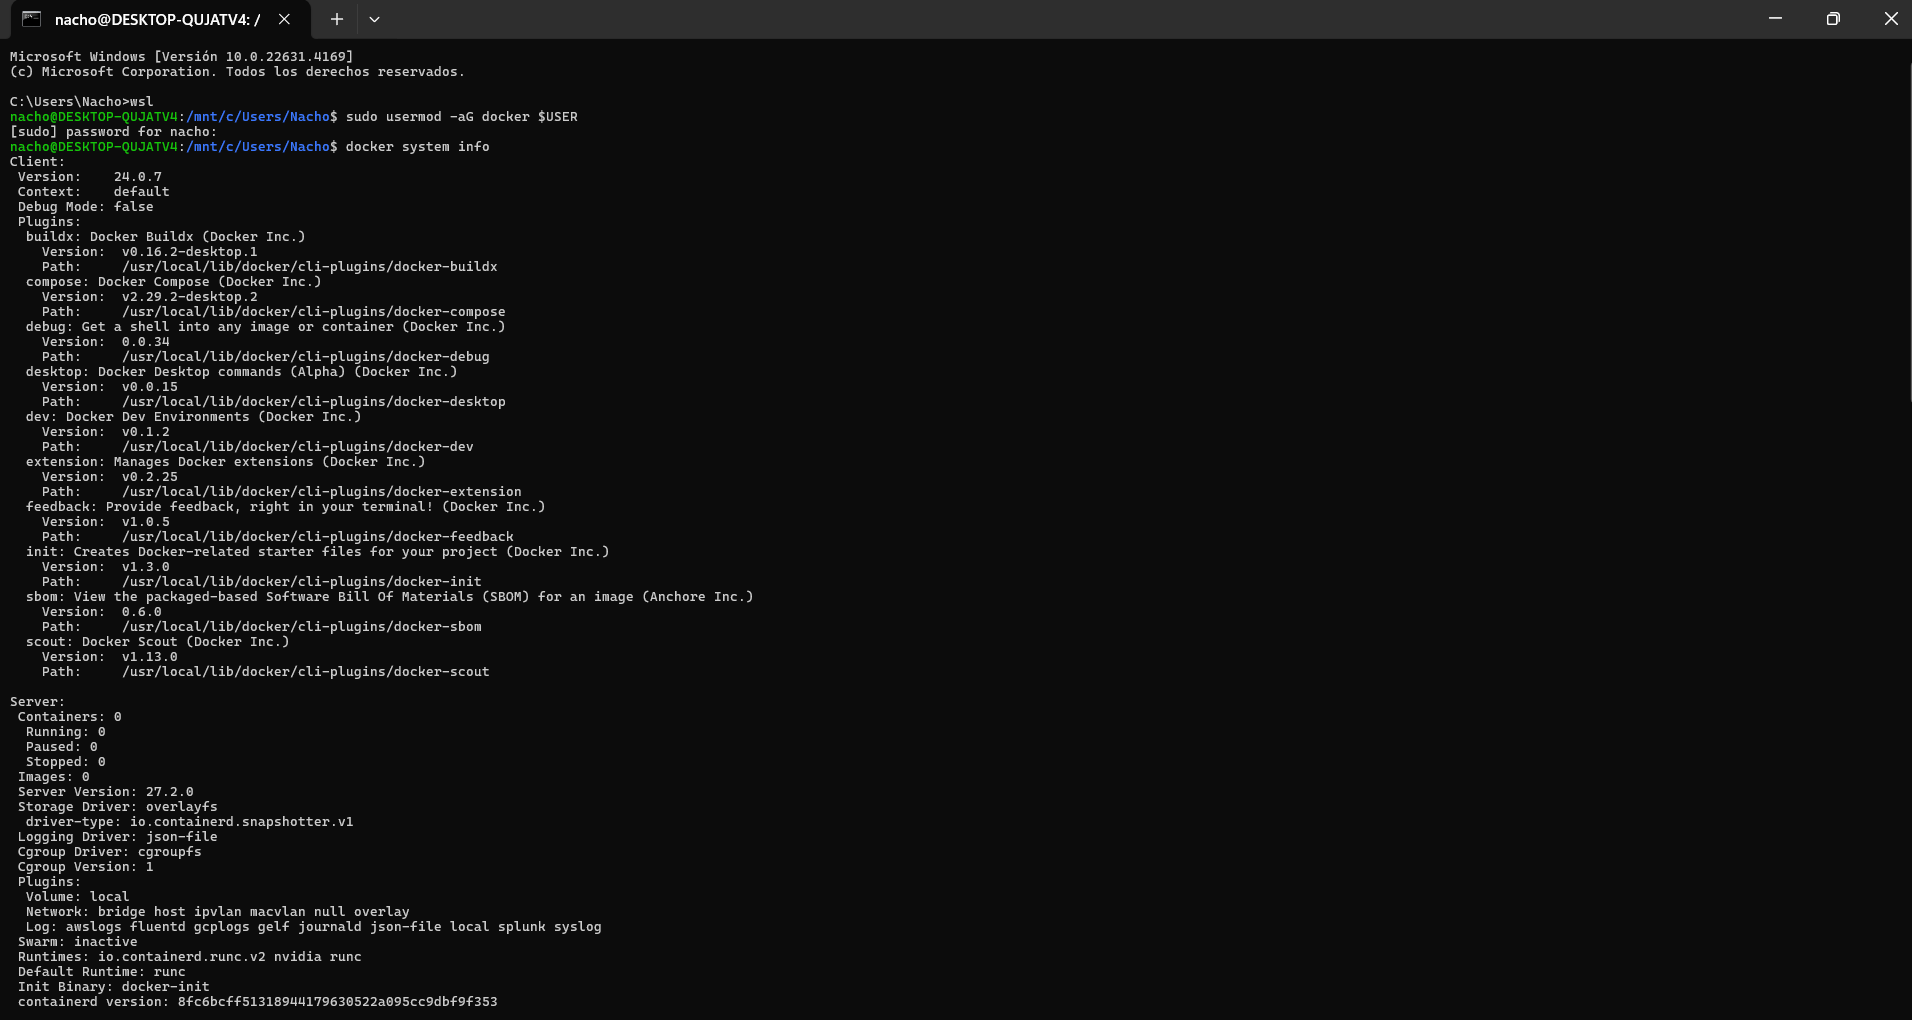 nacho@DESKTOP-QUJATV4: /
Microsoft Windows [Versión 10.0.22631.4169]
(c) Microsoft Corporation. Todos los derechos reservados.
C:\Users\Nacho>wsl
nacho@DESKTOP-QUJATV4:/mnt/c/Users/Nacho$ sudo usermod -aG docker $USER
[sudo] password for nacho:
nacho@DESKTOP-QUJATV4:/mnt/c/Users/Nacho$ docker system info
Client:
Version:    24.0.7
Context:    default
Debug Mode: false
Plugins:
buildx: Docker Buildx (Docker Inc.)
Version:  v0.16.2-desktop.1
Path:     /usr/local/lib/docker/cli-plugins/docker-buildx
compose: Docker Compose (Docker Inc.)
Version:  v2.29.2-desktop.2
Path:     /usr/local/lib/docker/cli-plugins/docker-compose
debug: Get a shell into any image or container (Docker Inc.)
Version:  0.0.34
Path:     /usr/local/lib/docker/cli-plugins/docker-debug
desktop: Docker Desktop commands (Alpha) (Docker Inc.)
Version:  v0.0.15
Path:     /usr/local/lib/docker/cli-plugins/docker-desktop
dev: Docker Dev Environments (Docker Inc.)
Version:  v0.1.2
Path:     /usr/local/lib/docker/cli-plugins/docker-dev
extension: Manages Docker extensions (Docker Inc.)
Version:  v0.2.25
Path:     /usr/local/lib/docker/cli-plugins/docker-extension
feedback: Provide feedback, right in your terminal! (Docker Inc.)
Version:  v1.0.5
Path:     /usr/local/lib/docker/cli-plugins/docker-feedback
init: Creates Docker-related starter files for your project (Docker Inc.)
Version:  v1.3.0
Path:     /usr/local/lib/docker/cli-plugins/docker-init
sbom: View the packaged-based Software Bill Of Materials (SBOM) for an image (Anchore Inc.)
Version:  0.6.0
Path:     /usr/local/lib/docker/cli-plugins/docker-sbom
scout: Docker Scout (Docker Inc.)
Version:  v1.13.0
Path:     /usr/local/lib/docker/cli-plugins/docker-scout
Server:
Containers: 0
Running: 0
Paused: 0
Stopped: 0
Images: 0
Server Version: 27.2.0
Storage Driver: overlayfs
driver-type: io.containerd.snapshotter.v1
Logging Driver: json-file
Cgroup Driver: cgroupfs
Cgroup Version: 1
Plugins:
Volume: local
Network: bridge host ipvlan macvlan null overlay
Log: awslogs fluentd gcplogs gelf journald json-file local splunk syslog
Swarm: inactive
Runtimes: io.containerd.runc.v2 nvidia runc
Default Runtime: runc
Init Binary: docker-init
containerd version: 8fc6bcff51318944179630522a095cc9dbf9f353